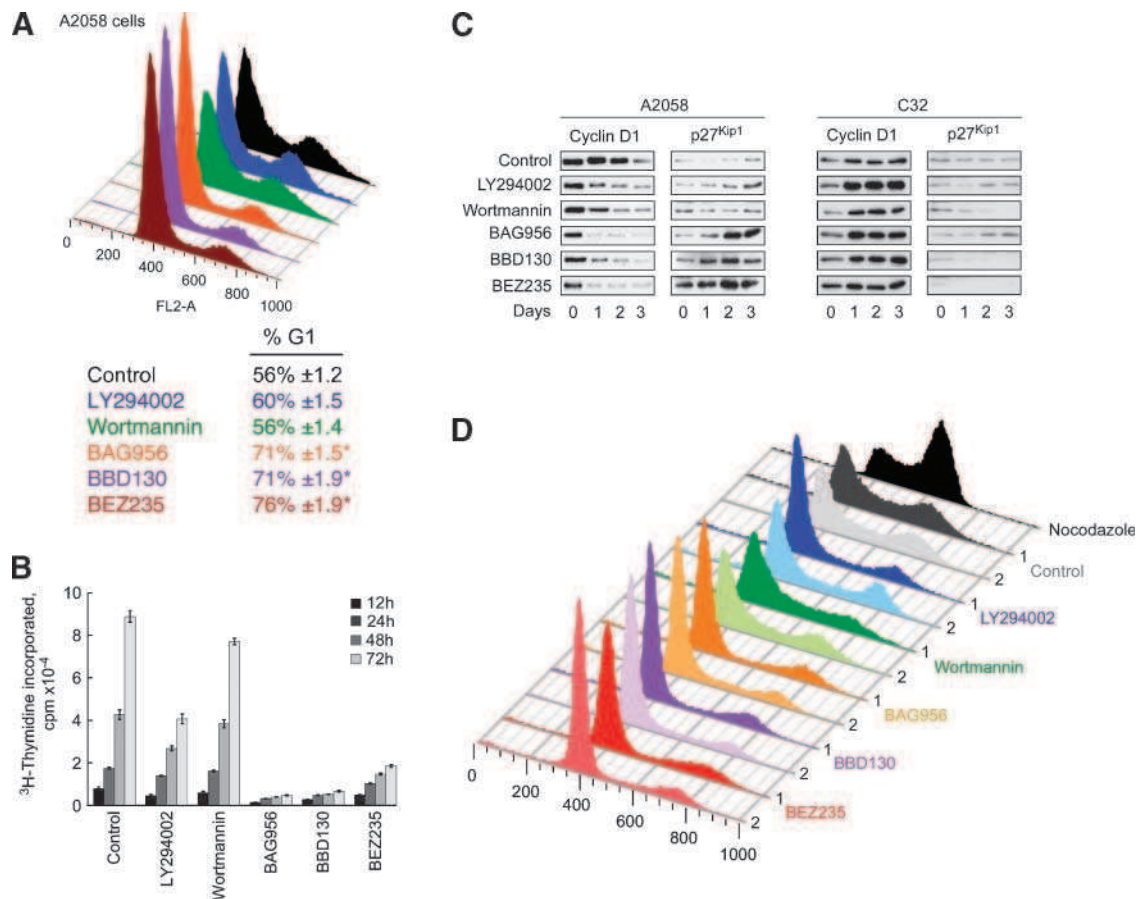 A
A2058 cells
0
200
400
600
800
1000
FL2-A
% G1
Control 56% ±1.2
LY294002 60% ±1.5
Wortmannin 56% ±1.4
BAG956 71% ±1.5*
BBD130 71% ±1.9*
BEZ235 76% ±1.9*
B
³H-Thymidine incorporated,
cpm x10⁻⁴
10
8
6
4
2
0
12h
24h
48h
72h
Control
LY294002
Wortmannin
BAG956
BBD130
BEZ235
C
A2058 C32
Cyclin D1 p27Kip1 Cyclin D1 p27Kip1
Control
LY294002
Wortmannin
BAG956
BBD130
BEZ235
Days 0 1 2 3 0 1 2 3 0 1 2 3 0 1 2 3
D
Nocodazole
1
Control
2
1
LY294002
2
1
Wortmannin
2
1
BAG956
2
1
BBD130
2
1
BEZ235
2
0
200
400
600
800
1000